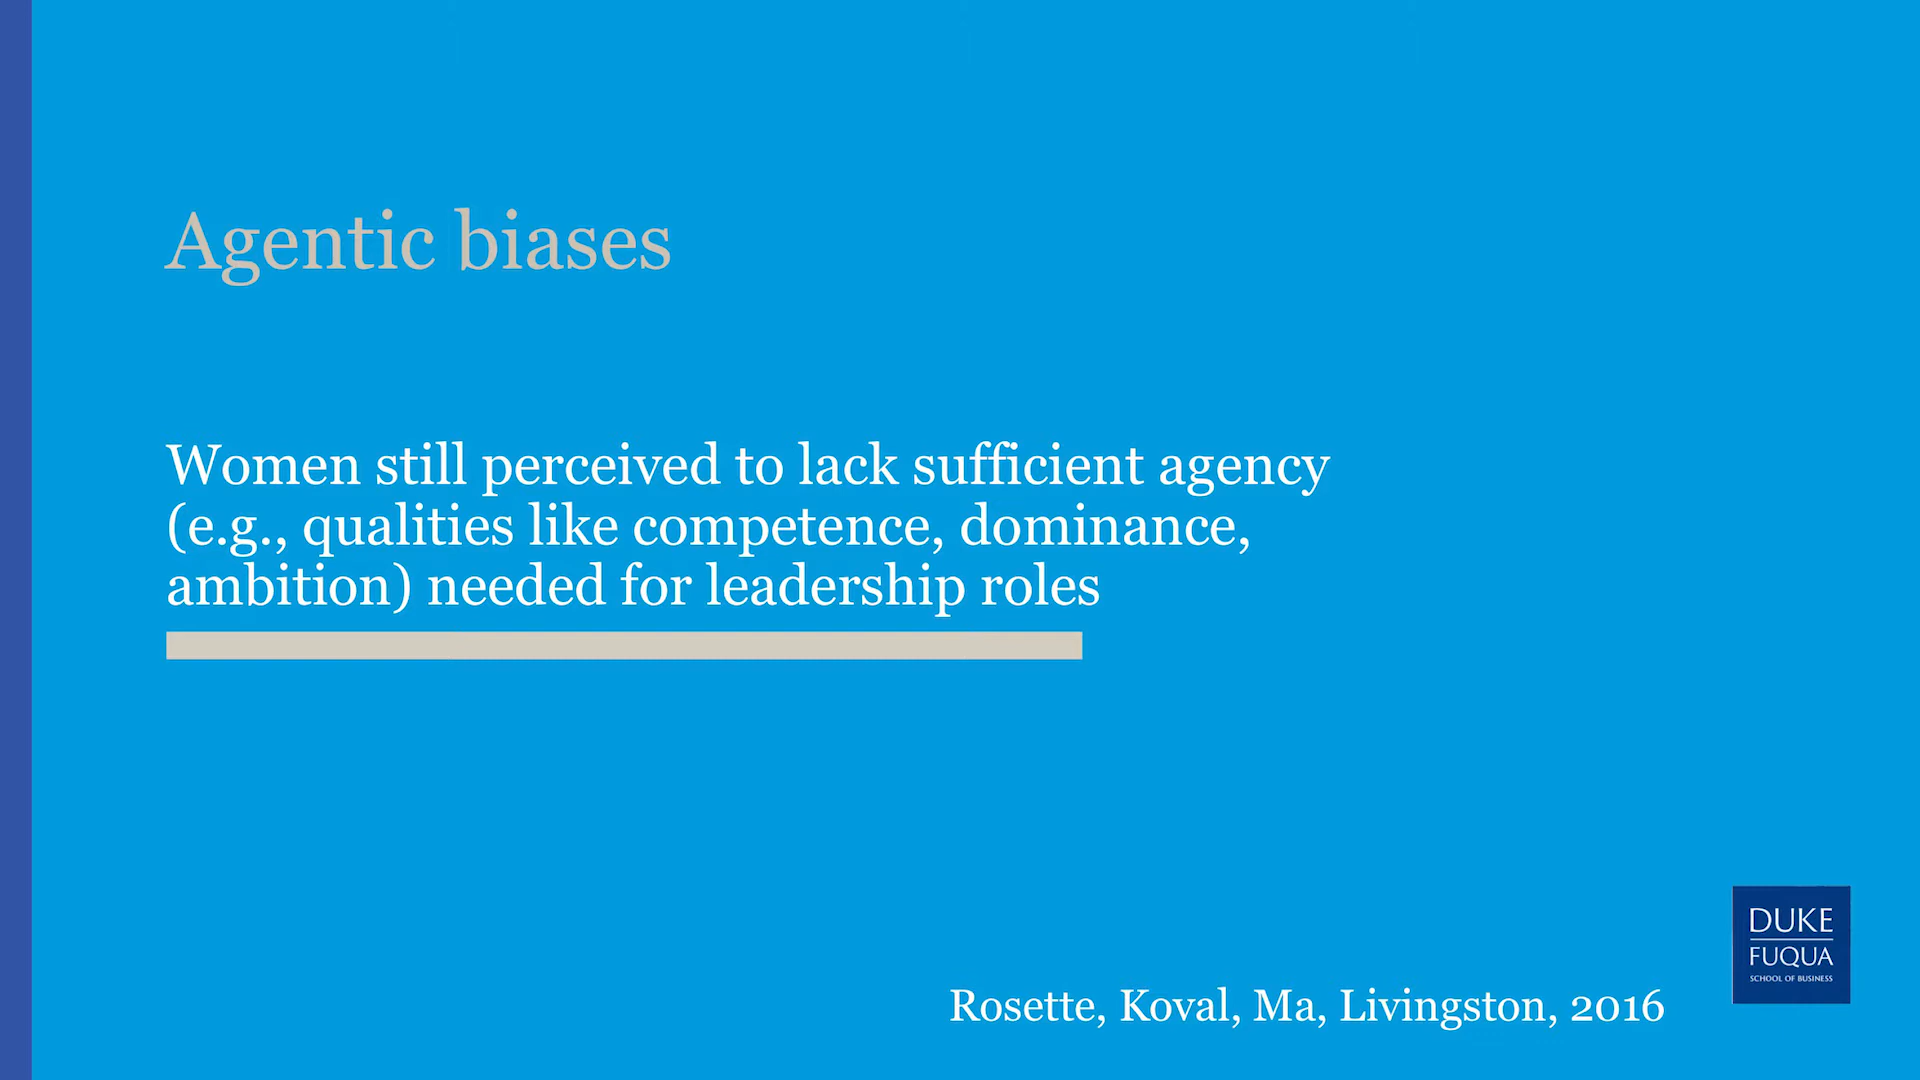 Agentic biases
Women still perceived to lack sufficient agency
(e.g., qualities like competence, dominance,
ambition) needed for leadership roles
DUKE
FUQUA
SCHOOL OF BUSINESS
Rosette, Koval, Ma, Livingston, 2016